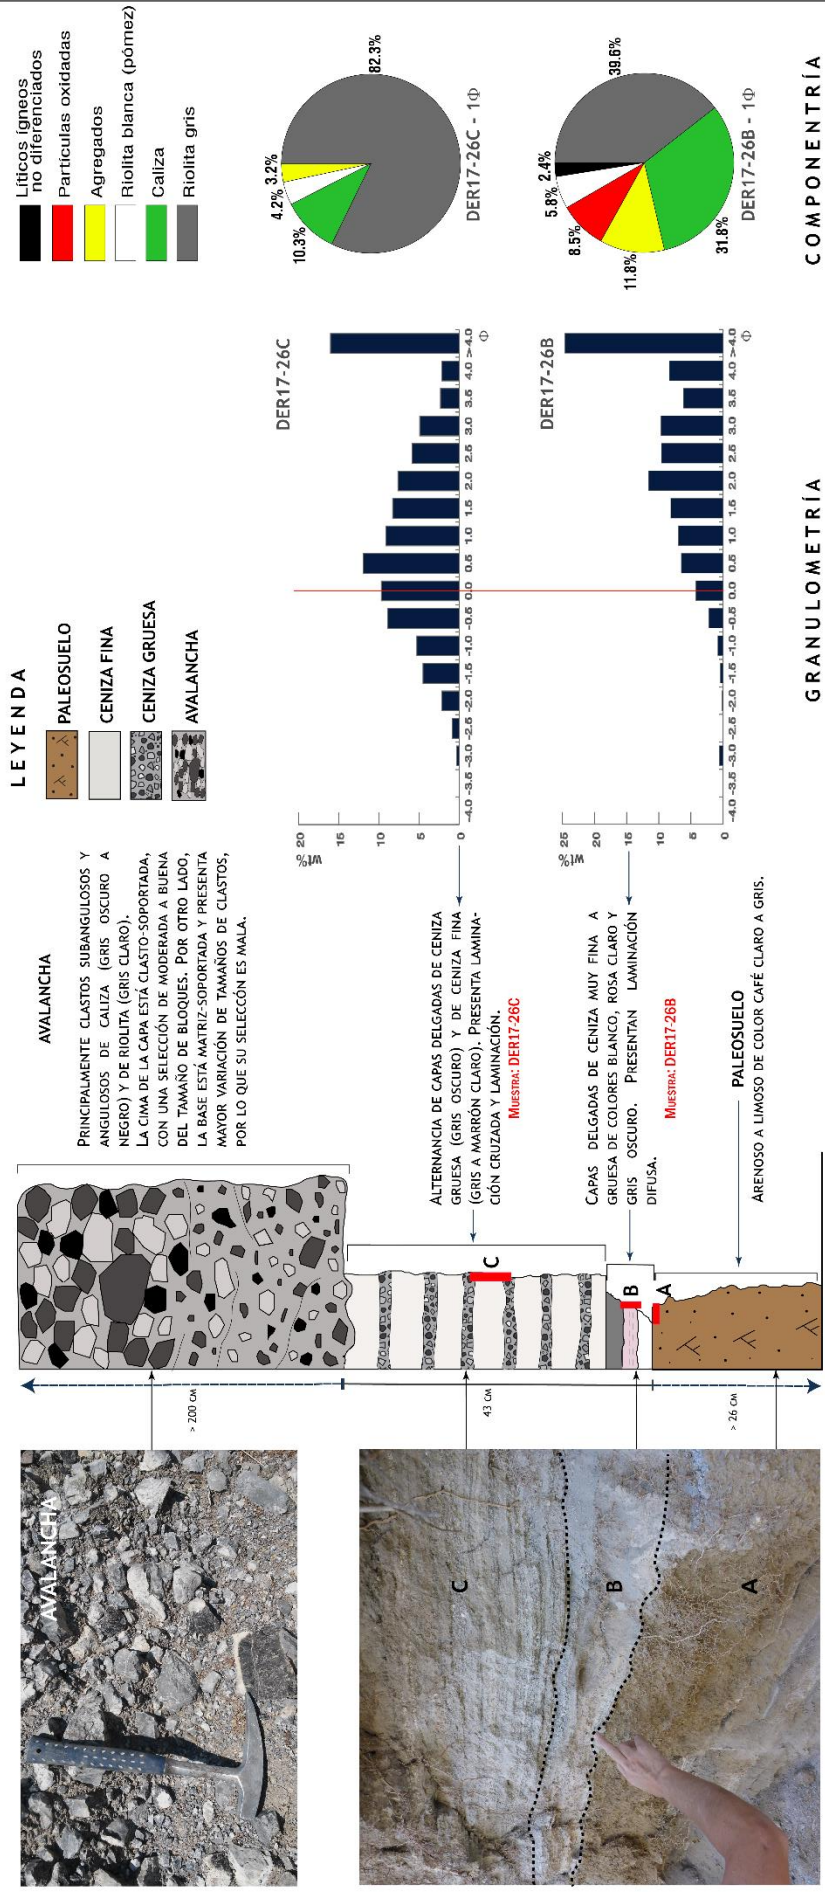 AVALANCHA
C
B
A
> 200 CM
43 CM
> 26 CM
C
B
A
AVALANCHA
PRINCIPALMENTE CLASTOS SUBANGULOSOS Y
ANGULOSOS DE CALIZA (GRIS OSCURO A
NEGRO) Y DE RIOLITA (GRIS CLARO).
LA CIMA DE LA CAPA ESTÁ CLASTO-SOPORTADA,
CON UNA SELECCIÓN DE MODERADA A BUENA
DEL TAMAÑO DE BLOQUES. POR OTRO LADO,
LA BASE ESTÁ MATRIZ-SOPORTADA Y PRESENTA
MAYOR VARIACIÓN DE TAMAÑOS DE CLASTOS,
POR LO QUE SU SELECCÓN ES MALA.
ALTERNANCIA DE CAPAS DELGADAS DE CENIZA
GRUESA (GRIS OSCURO) Y DE CENIZA FINA
(GRIS A MARRÓN CLARO). PRESENTA LAMINA-
CIÓN CRUZADA Y LAMINACIÓN.
MUESTRA: DER17-26C
CAPAS DELGADAS DE CENIZA MUY FINA A
GRUESA DE COLORES BLANCO, ROSA CLARO Y
GRIS OSCURO. PRESENTAN LAMINACIÓN
DIFUSA.
MUESTRA: DER17-26B
PALEOSUELO
ARENOSO A LIMOSO DE COLOR CAFÉ CLARO A GRIS.
LEYENDA
PALEOSUELO
CENIZA FINA
CENIZA GRUESA
AVALANCHA
DER17-26C
wt%
20
15
10
5
0
-4.0 -3.5 -3.0 -2.5 -2.0 -1.5 -1.0 -0.5 0.0 0.5 1.0 1.5 2.0 2.5 3.0 3.5 4.0 >4.0
Φ
DER17-26B
wt%
25
20
15
10
5
0
-4.0 -3.5 -3.0 -2.5 -2.0 -1.5 -1.0 -0.5 0.0 0.5 1.0 1.5 2.0 2.5 3.0 3.5 4.0 >4.0
Φ
GRANULOMETRÍA
Líticos ígneos
no diferenciados
Partículas oxidadas
Agregados
Riolita blanca (pómez)
Caliza
Riolita gris
3.2%
4.2%
10.3%
82.3%
DER17-26C - 1Φ
2.4%
5.8%
8.5%
11.8%
31.8%
39.6%
DER17-26B - 1Φ
COMPONENTRÍA